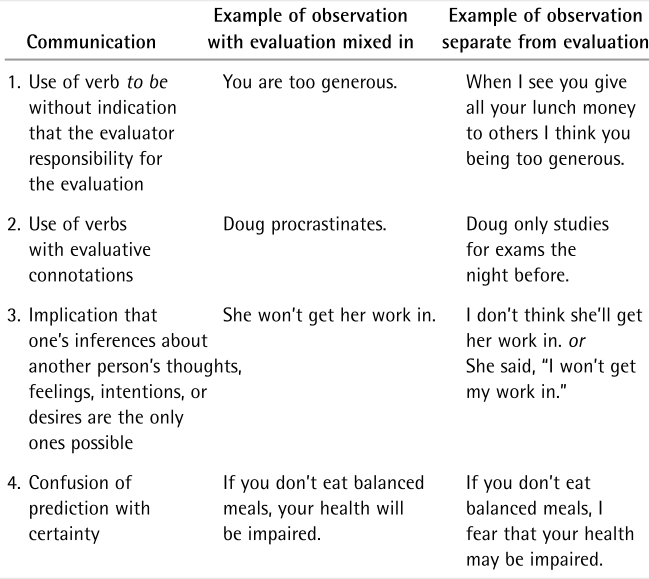 Communication
Example of observation
with evaluation mixed in
Example of observation
separate from evaluation
1. Use of verb to be
without indication
that the evaluator
responsibility for
the evaluation
You are too generous.
When I see you give
all your lunch money
to others I think you
being too generous.
2. Use of verbs
with evaluative
connotations
Doug procrastinates.
Doug only studies
for exams the
night before.
3. Implication that
one’s inferences about
another person’s thoughts,
feelings, intentions, or
desires are the only
ones possible
She won’t get her work in.
I don’t think she’ll get
her work in. or
She said, “I won’t get
my work in.”
4. Confusion of
prediction with
certainty
If you don’t eat balanced
meals, your health will
be impaired.
If you don’t eat
balanced meals, I
fear that your health
may be impaired.